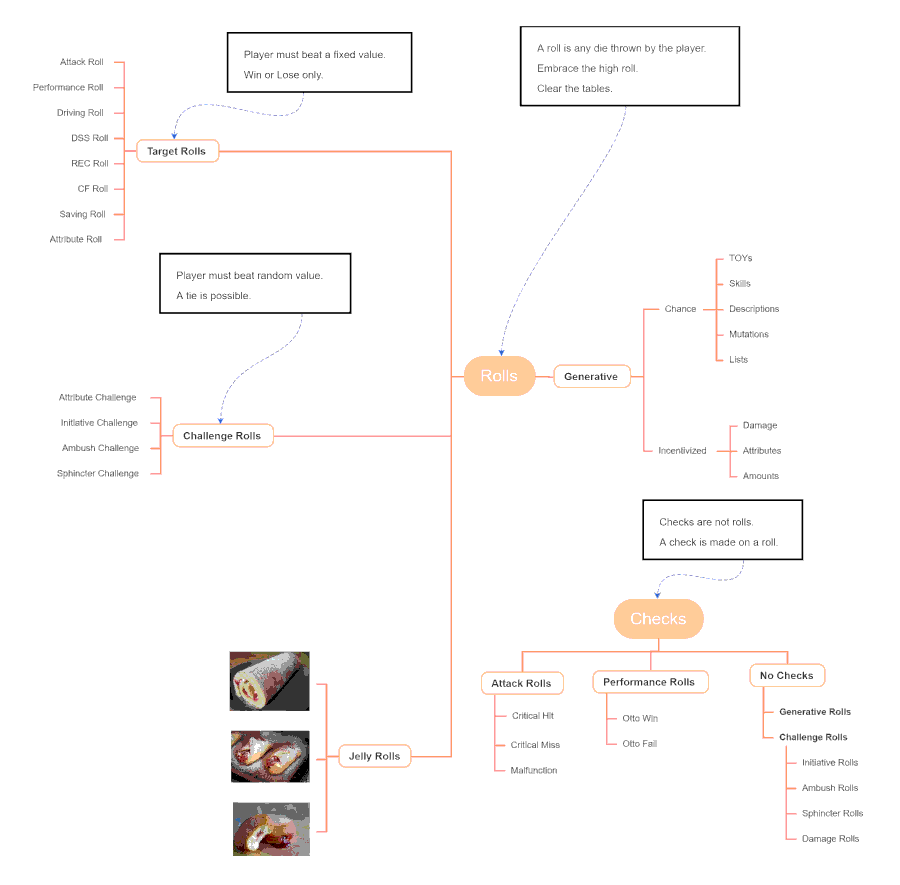 Player must beat a fixed value.
Win or Lose only.
A roll is any die thrown by the player.
Embrace the high roll.
Clear the tables.
Attack Roll
Performance Roll
Driving Roll
DSS Roll
REC Roll
CF Roll
Saving Roll
Attribute Roll
Target Rolls
Player must beat random value.
A tie is possible.
Attribute Challenge
Initiative Challenge
Ambush Challenge
Sphincter Challenge
Challenge Rolls
Rolls
Generative
Chance
TOYs
Skills
Descriptions
Mutations
Lists
Incentivized
Damage
Attributes
Amounts
Checks are not rolls.
A check is made on a roll.
Checks
Attack Rolls
Critical Hit
Critical Miss
Malfunction
Performance Rolls
Otto Win
Otto Fail
No Checks
Generative Rolls
Challenge Rolls
Initiative Rolls
Ambush Rolls
Sphincter Rolls
Damage Rolls
Jelly Rolls